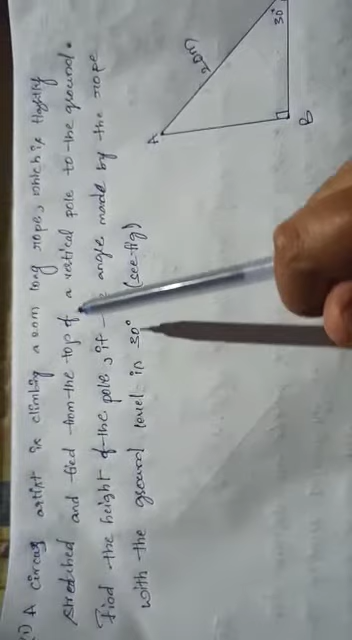 1) A circus artist is climbing a 20m long rope, which is tightly
stretched and tied from the top of a vertical pole to the ground.
Find the height of the pole, if angle made by the rope
with the ground level is 30° (see fig)
A
20m
30°
B